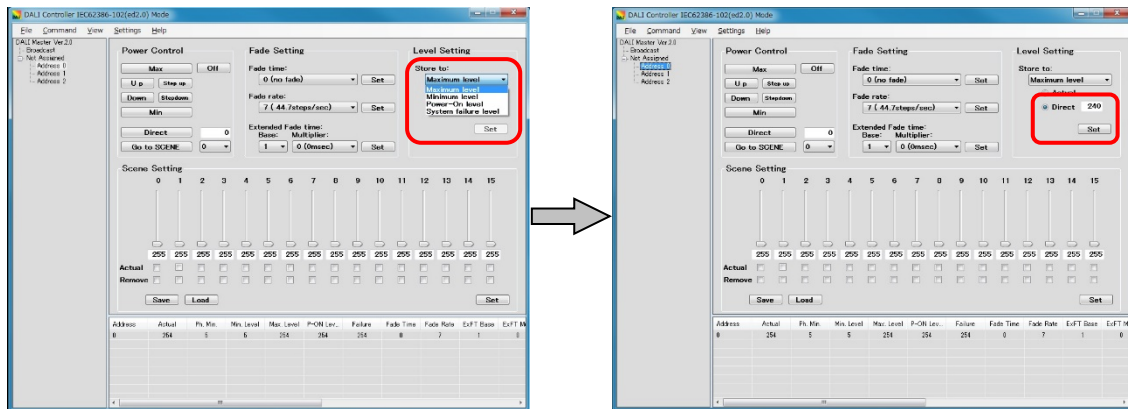 DALI Controller IEC62386-102(ed2.0) Mode
File Command View Settings Help
DALI Master Ver.2.0
Broadcast
Not Assigned
Address 0
Address 1
Address 2
Power Control
Max Off
Up Step up
Down Stepdown
Min
Direct 0
Go to SCENE 0
Fade Setting
Fade time:
0 (no fade) Set
Fade rate:
7 ( 44.7steps/sec) Set
Extended Fade time:
Base: Multiplier:
1 0 (0msec) Set
Level Setting
Store to:
Maximum level
Maximum level
Minimum level
Power-On level
System failure level
Set
Scene Setting
0 1 2 3 4 5 6 7 8 9 10 11 12 13 14 15
255 255 255 255 255 255 255 255 255 255 255 255 255 255 255 255
Actual
Remove
Save Load Set
Address Actual Ph. Min. Min. Level Max. Level P-ON Lev... Failure Fade Time Fade Rate ExFT Base ExFT M
0 254 5 5 254 254 254 0 7 1 0
DALI Controller IEC62386-102(ed2.0) Mode
File Command View Settings Help
DALI Master Ver.2.0
Broadcast
Not Assigned
Address 0
Address 1
Address 2
Power Control
Max Off
Up Step up
Down Stepdown
Min
Direct 0
Go to SCENE 0
Fade Setting
Fade time:
0 (no fade) Set
Fade rate:
7 ( 44.7steps/sec) Set
Extended Fade time:
Base: Multiplier:
1 0 (0msec) Set
Level Setting
Store to:
Maximum level
Actual
Direct 240
Set
Scene Setting
0 1 2 3 4 5 6 7 8 9 10 11 12 13 14 15
255 255 255 255 255 255 255 255 255 255 255 255 255 255 255 255
Actual
Remove
Save Load Set
Address Actual Ph. Min. Min. Level Max. Level P-ON Lev... Failure Fade Time Fade Rate ExFT Base ExFT M
0 254 5 5 254 254 254 0 7 1 0